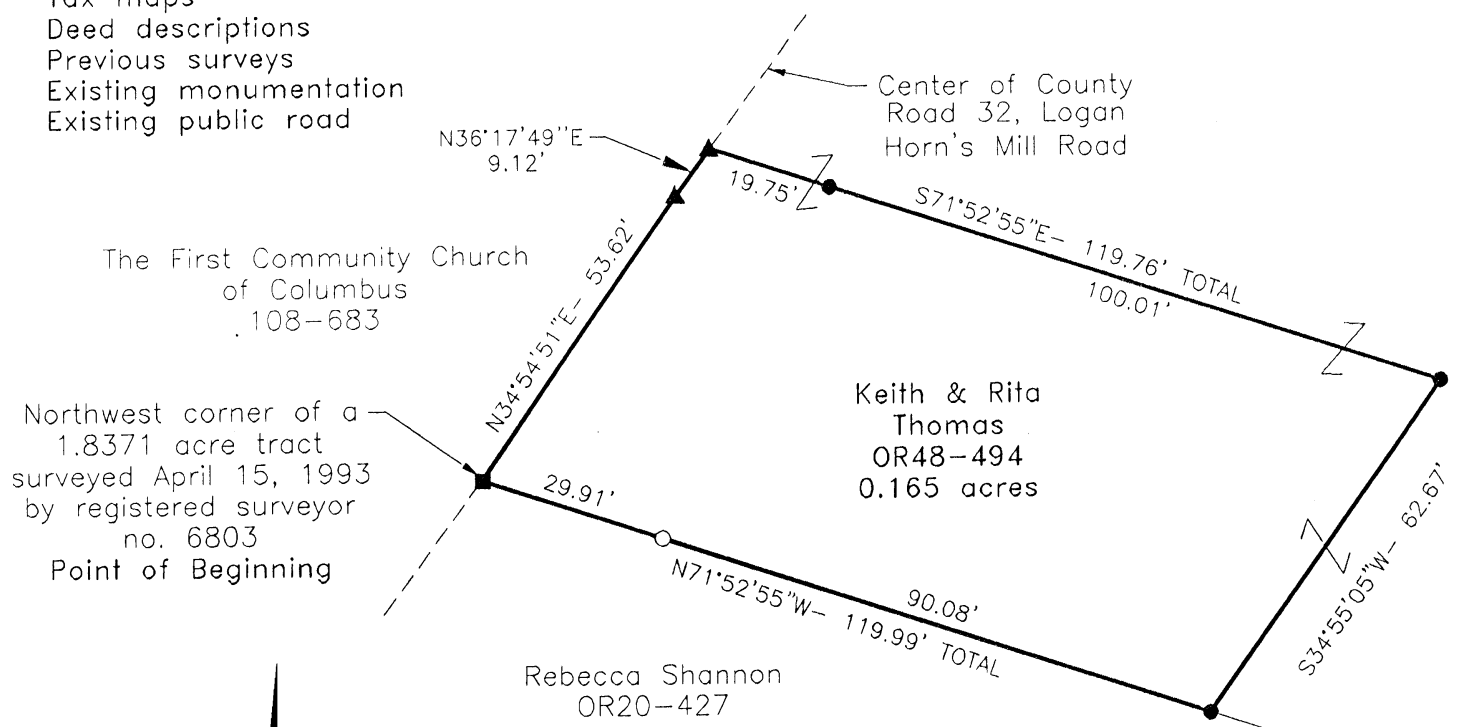 Tax maps
Deed descriptions
Previous surveys
Existing monumentation
Existing public road
Center of County
Road 32, Logan
Horn's Mill Road
N36°17'49"E
9.12'
19.75'
S71°52'55"E- 119.76' TOTAL
100.01'
N34°54'51"E- 53.62'
The First Community Church
of Columbus
108-683
Keith & Rita
Thomas
OR48-494
0.165 acres
Northwest corner of a
1.8371 acre tract
surveyed April 15, 1993
by registered surveyor
no. 6803
Point of Beginning
29.91'
N71°52'55"W- 119.99' TOTAL
90.08'
S34°55'05"W- 62.67'
Rebecca Shannon
OR20-427